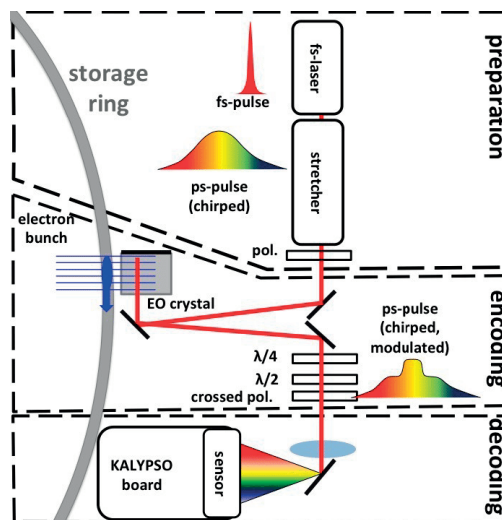 storage
ring
fs-pulse
fs-laser
preparation
ps-pulse
(chirped)
stretcher
electron
bunch
pol.
EO crystal
encoding
ps-pulse
(chirped,
modulated)
λ/4
λ/2
crossed pol.
decoding
KALYPSO
board
sensor